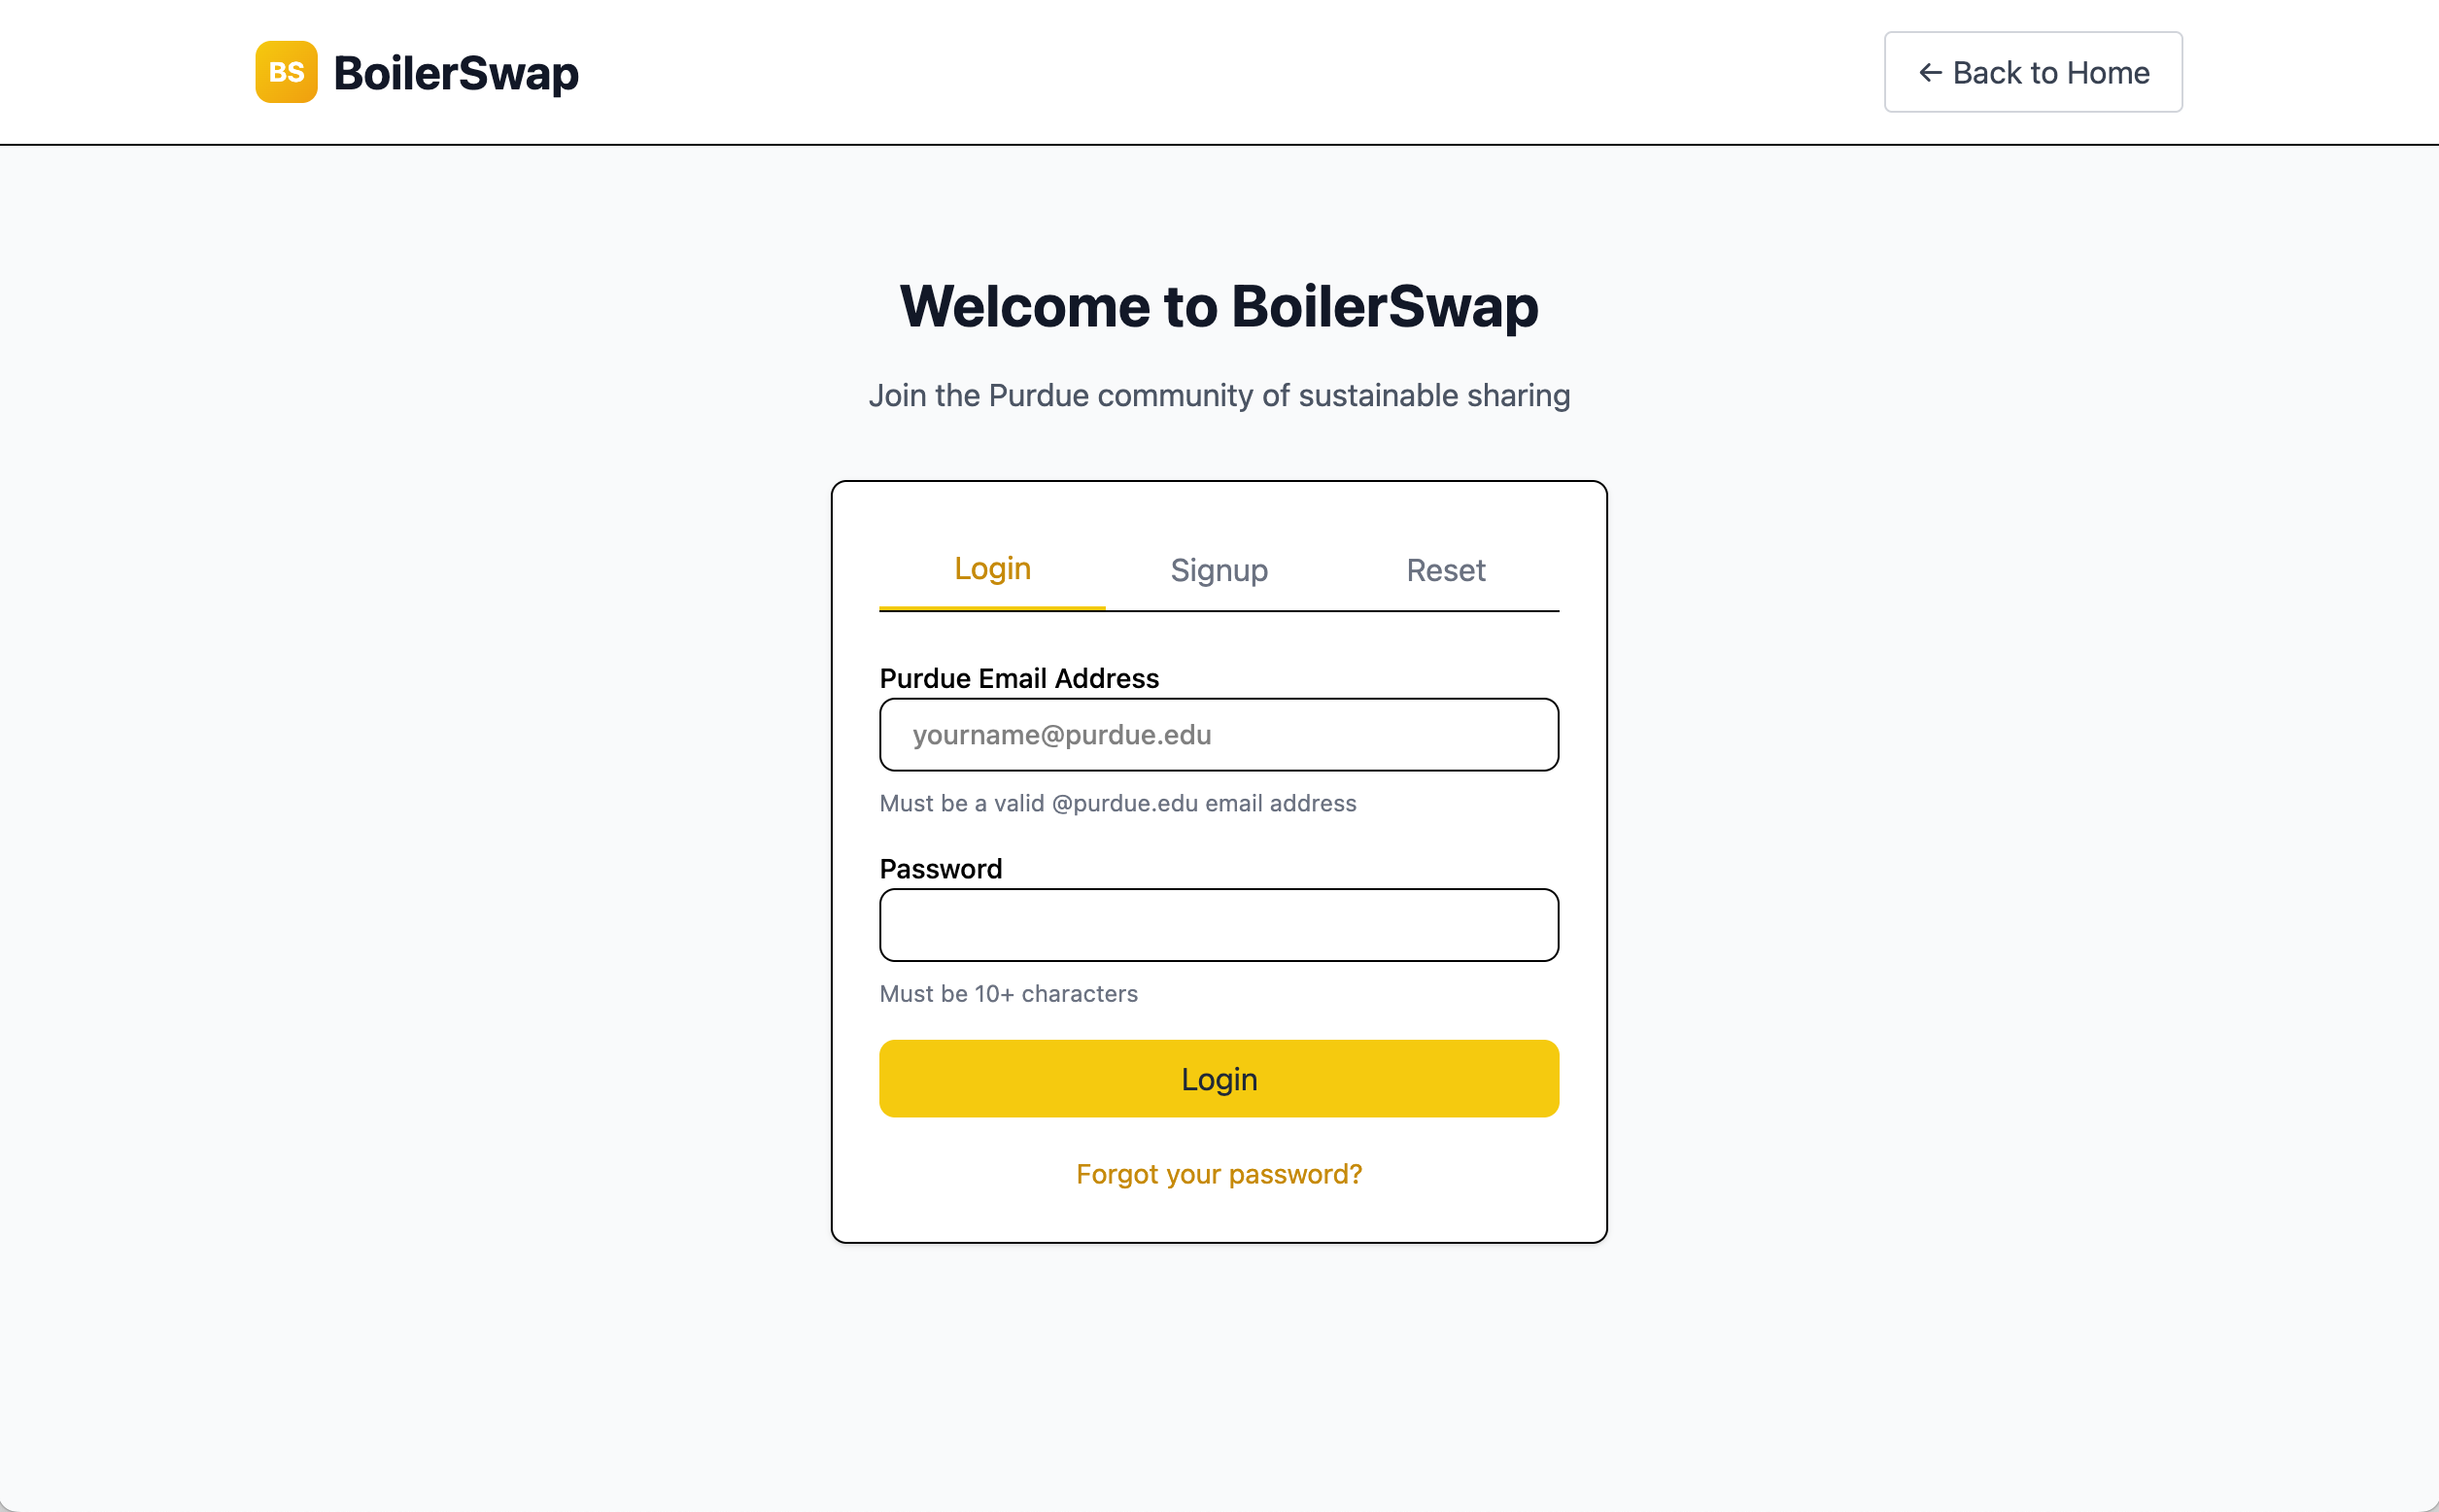 BS BoilerSwap
← Back to Home
Welcome to BoilerSwap
Join the Purdue community of sustainable sharing
Login Signup Reset
Purdue Email Address
yourname@purdue.edu
Must be a valid @purdue.edu email address
Password
Must be 10+ characters
Login
Forgot your password?